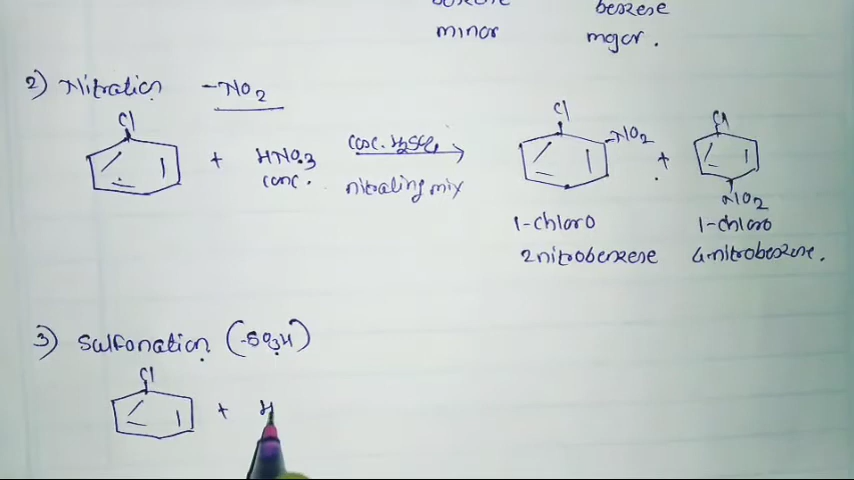 benzene
minor major.
2) Nitration -NO2
Cl Cl Cl
+ HNO3 conc. H2SO4 -NO2 + NO2
conc. nitrating mix
1-chloro 1-chloro
2nitrobenzene 4-nitrobenzene.
3) Sulfonation (-SO3H)
Cl
+ H